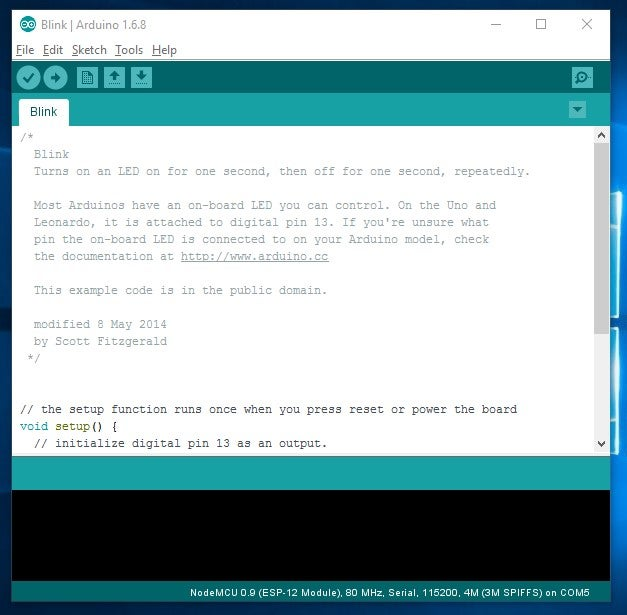 Blink | Arduino 1.6.8
File Edit Sketch Tools Help
Blink
/*
Blink
Turns on an LED on for one second, then off for one second, repeatedly.
Most Arduinos have an on-board LED you can control. On the Uno and
Leonardo, it is attached to digital pin 13. If you're unsure what
pin the on-board LED is connected to on your Arduino model, check
the documentation at http://www.arduino.cc
This example code is in the public domain.
modified 8 May 2014
by Scott Fitzgerald
*/
// the setup function runs once when you press reset or power the board
void setup() {
// initialize digital pin 13 as an output.
NodeMCU 0.9 (ESP-12 Module), 80 MHz, Serial, 115200, 4M (3M SPIFFS) on COM5